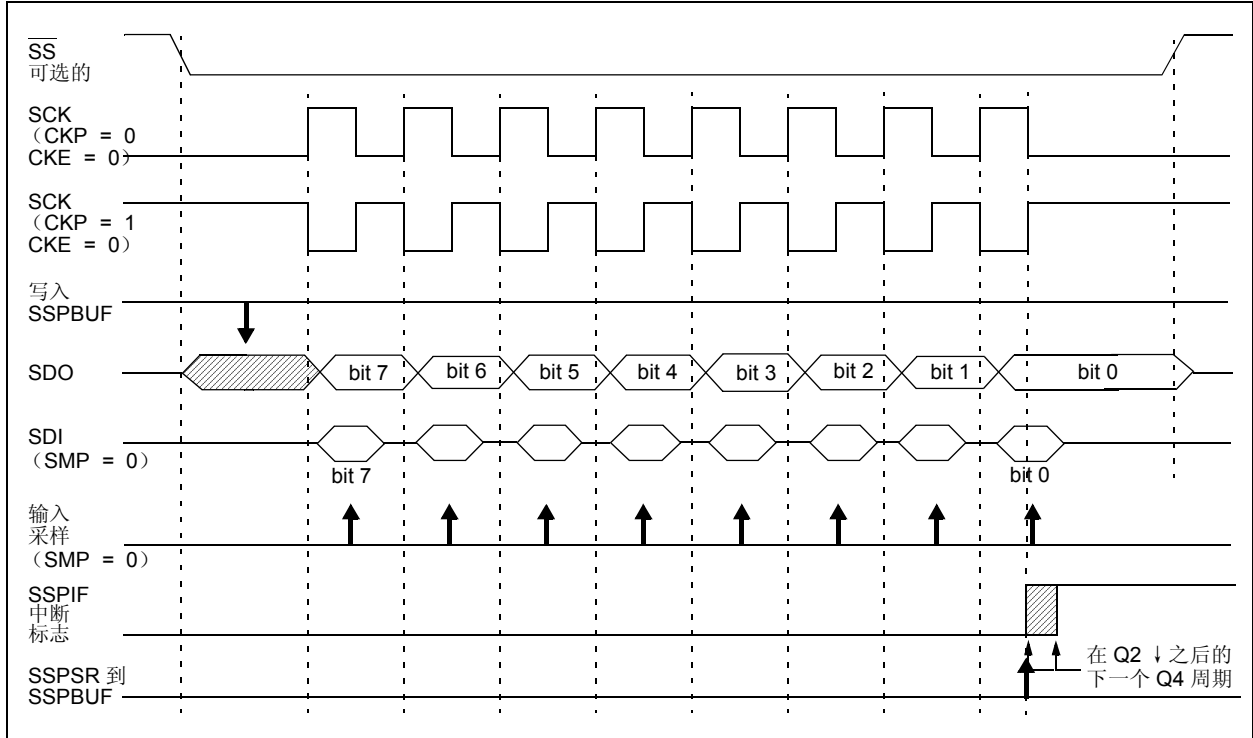 SS
可选的
SCK
（CKP = 0
CKE = 0）
SCK
（CKP = 1
CKE = 0）
写入
SSPBUF
SDO
bit 7 bit 6 bit 5 bit 4 bit 3 bit 2 bit 1 bit 0
SDI
（SMP = 0）
bit 7 bit 0
输入
采样
（SMP = 0）
SSPIF
中断
标志
在 Q2 ↓之后的
下一个 Q4 周期
SSPSR 到
SSPBUF